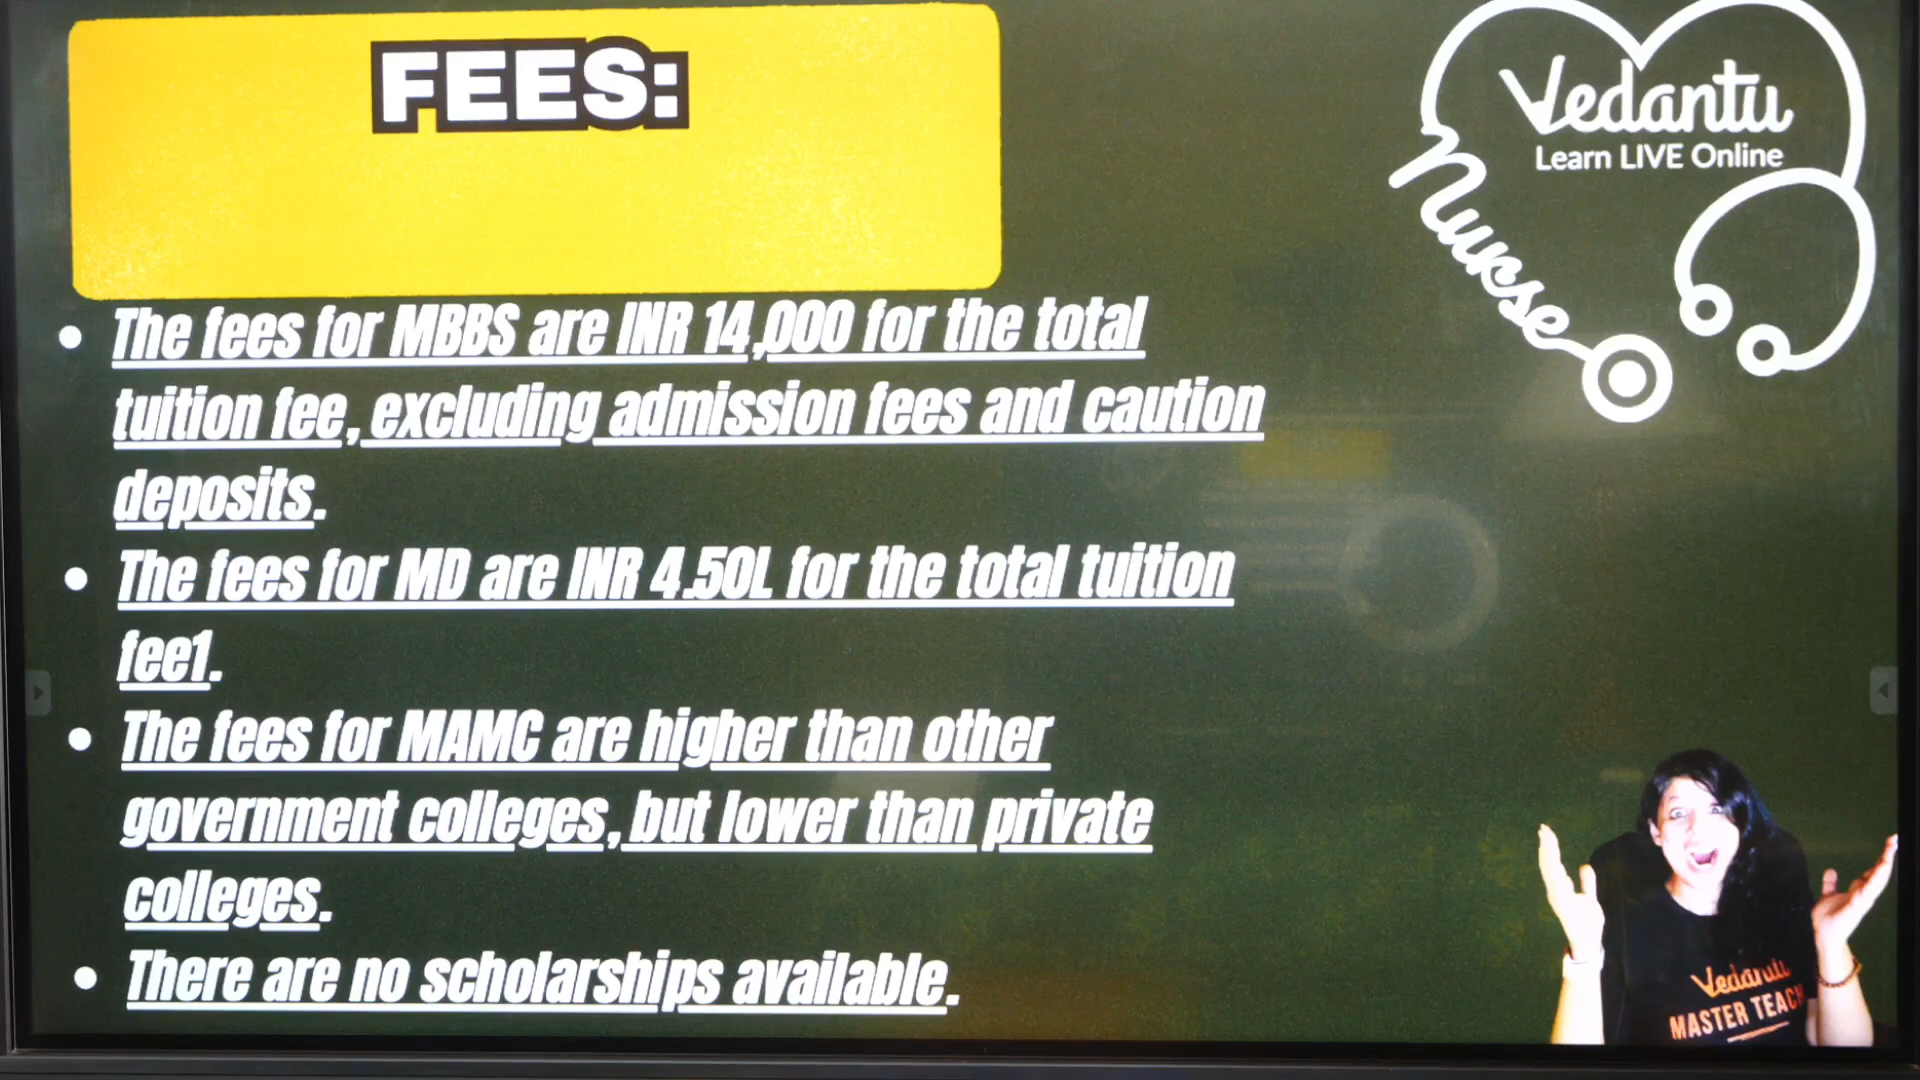 FEES:
Vedantu
Learn LIVE Online
Nurse
• The fees for MBBS are INR 14,000 for the total
tuition fee, excluding admission fees and caution
deposits.
• The fees for MD are INR 4.50L for the total tuition
fee1.
• The fees for MAMC are higher than other
government colleges, but lower than private
colleges.
• There are no scholarships available.
Vedantu
MASTER TEACH